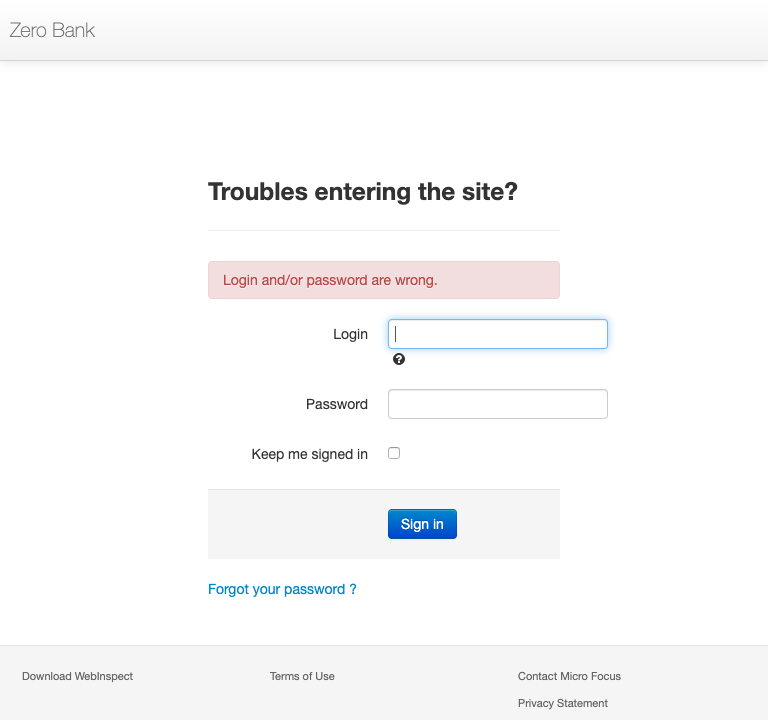 Zero Bank
Troubles entering the site?
Login and/or password are wrong.
Login
Password
Keep me signed in
Sign in
Forgot your password ?
Download WebInspect
Terms of Use
Contact Micro Focus
Privacy Statement